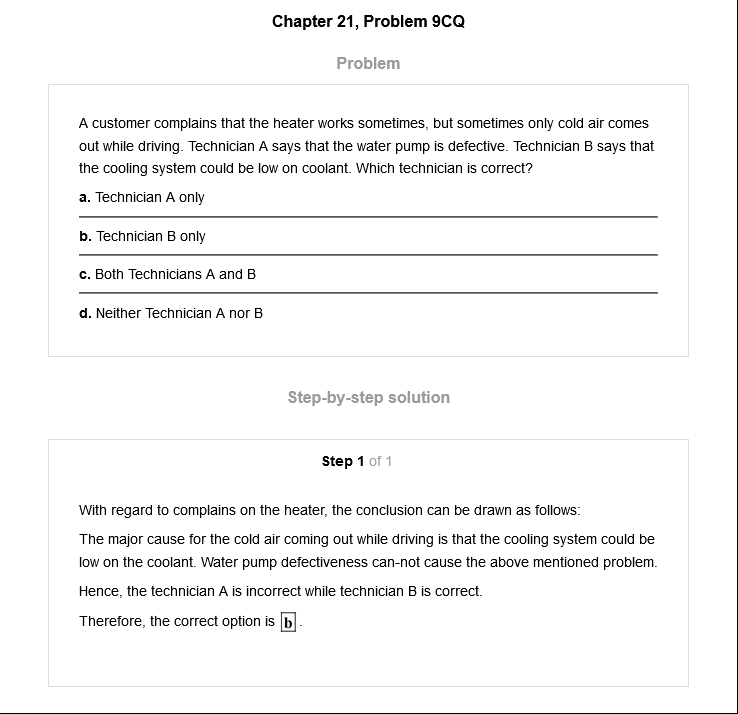 Chapter 21, Problem 9CQ
Problem
A customer complains that the heater works sometimes, but sometimes only cold air comes
out while driving. Technician A says that the water pump is defective. Technician B says that
the cooling system could be low on coolant. Which technician is correct?
a. Technician A only
b. Technician B only
c. Both Technicians A and B
d. Neither Technician A nor B
Step-by-step solution
Step 1 of 1
With regard to complains on the heater, the conclusion can be drawn as follows:
The major cause for the cold air coming out while driving is that the cooling system could be
low on the coolant. Water pump defectiveness can-not cause the above mentioned problem.
Hence, the technician A is incorrect while technician B is correct.
Therefore, the correct option is b.